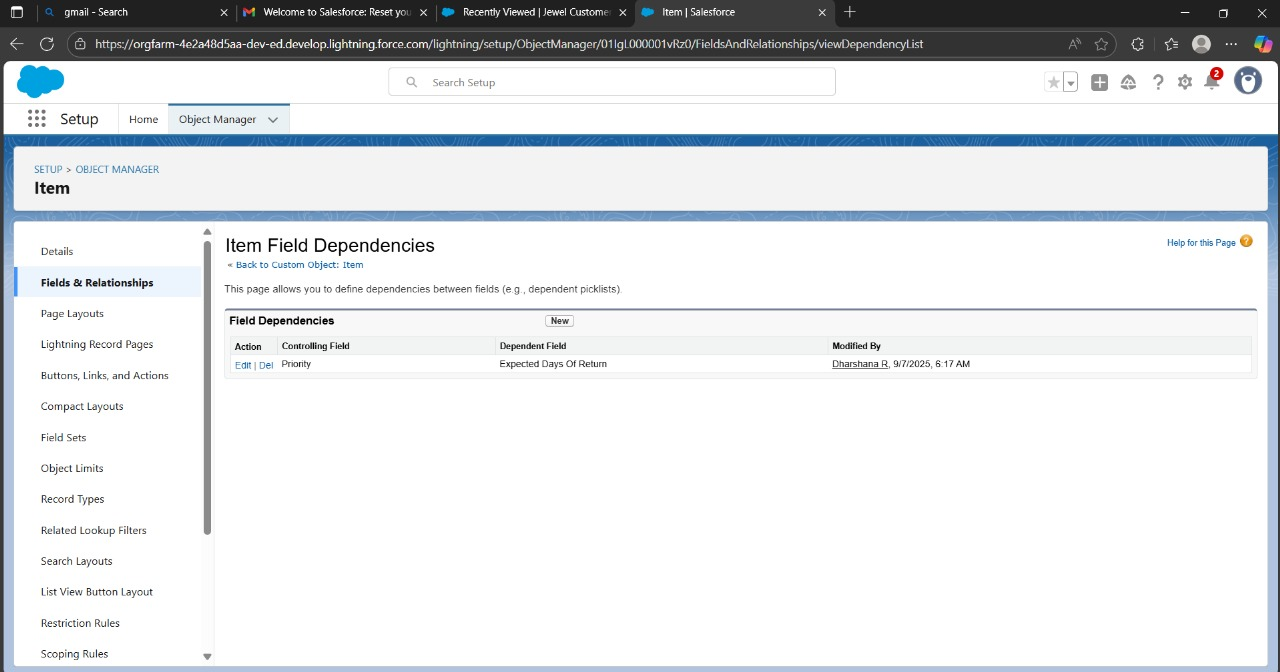 gmail - Search
Welcome to Salesforce: Reset you
Recently Viewed | Jewel Custome
Item | Salesforce
https://orgfarm-4e2a48d5aa-dev-ed.develop.lightning.force.com/lightning/setup/ObjectManager/01IgL000001vRz0/FieldsAndRelationships/viewDependencyList
Search Setup
2
Setup
Home
Object Manager
SETUP > OBJECT MANAGER
Item
Details
Fields & Relationships
Page Layouts
Lightning Record Pages
Buttons, Links, and Actions
Compact Layouts
Field Sets
Object Limits
Record Types
Related Lookup Filters
Search Layouts
List View Button Layout
Restriction Rules
Scoping Rules
Item Field Dependencies
Help for this Page ?
« Back to Custom Object: Item
This page allows you to define dependencies between fields (e.g., dependent picklists).
Field Dependencies New
Action Controlling Field Dependent Field Modified By
Edit | Del Priority Expected Days Of Return Dharshana R, 9/7/2025, 6:17 AM